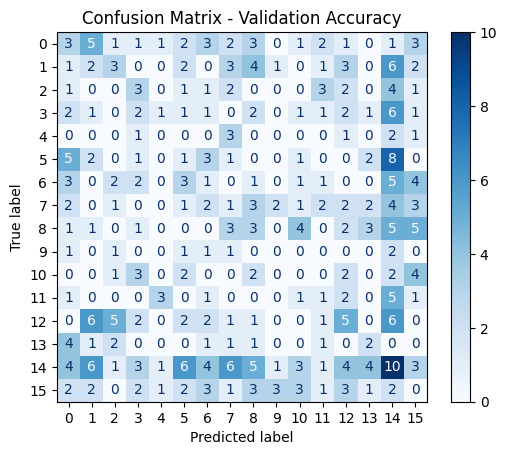 Confusion Matrix - Validation Accuracy
0 3 5 1 1 1 2 3 2 3 0 1 2 1 0 1 3
1 1 2 3 0 0 2 0 3 4 1 0 1 3 0 6 2
2 1 0 0 3 0 1 1 2 0 0 0 3 2 0 4 1
3 2 1 0 2 1 1 1 0 2 0 1 1 2 1 6 1
4 0 0 0 1 0 0 0 3 0 0 0 0 1 0 2 1
5 5 2 0 1 0 1 3 1 0 0 1 0 0 2 8 0
6 3 0 2 2 0 3 1 0 1 0 1 1 0 0 5 4
7 2 0 1 0 0 1 2 1 3 2 1 2 2 2 4 3
8 1 1 0 1 0 0 0 3 3 0 4 0 2 3 5 5
9 1 0 1 0 0 1 1 1 0 0 0 0 0 0 2 0
10 0 0 1 3 0 2 0 0 2 0 0 0 2 0 2 4
11 1 0 0 0 3 0 1 0 0 0 1 1 2 0 5 1
12 0 6 5 2 0 2 2 1 1 0 0 1 5 0 6 0
13 4 1 2 0 0 0 1 1 1 0 0 1 0 2 0 0
14 4 6 1 3 1 6 4 6 5 1 3 1 4 4 10 3
15 2 2 0 2 1 2 3 1 3 3 3 1 3 1 2 0
0 1 2 3 4 5 6 7 8 9 10 11 12 13 14 15
Predicted label
True label
10
8
6
4
2
0